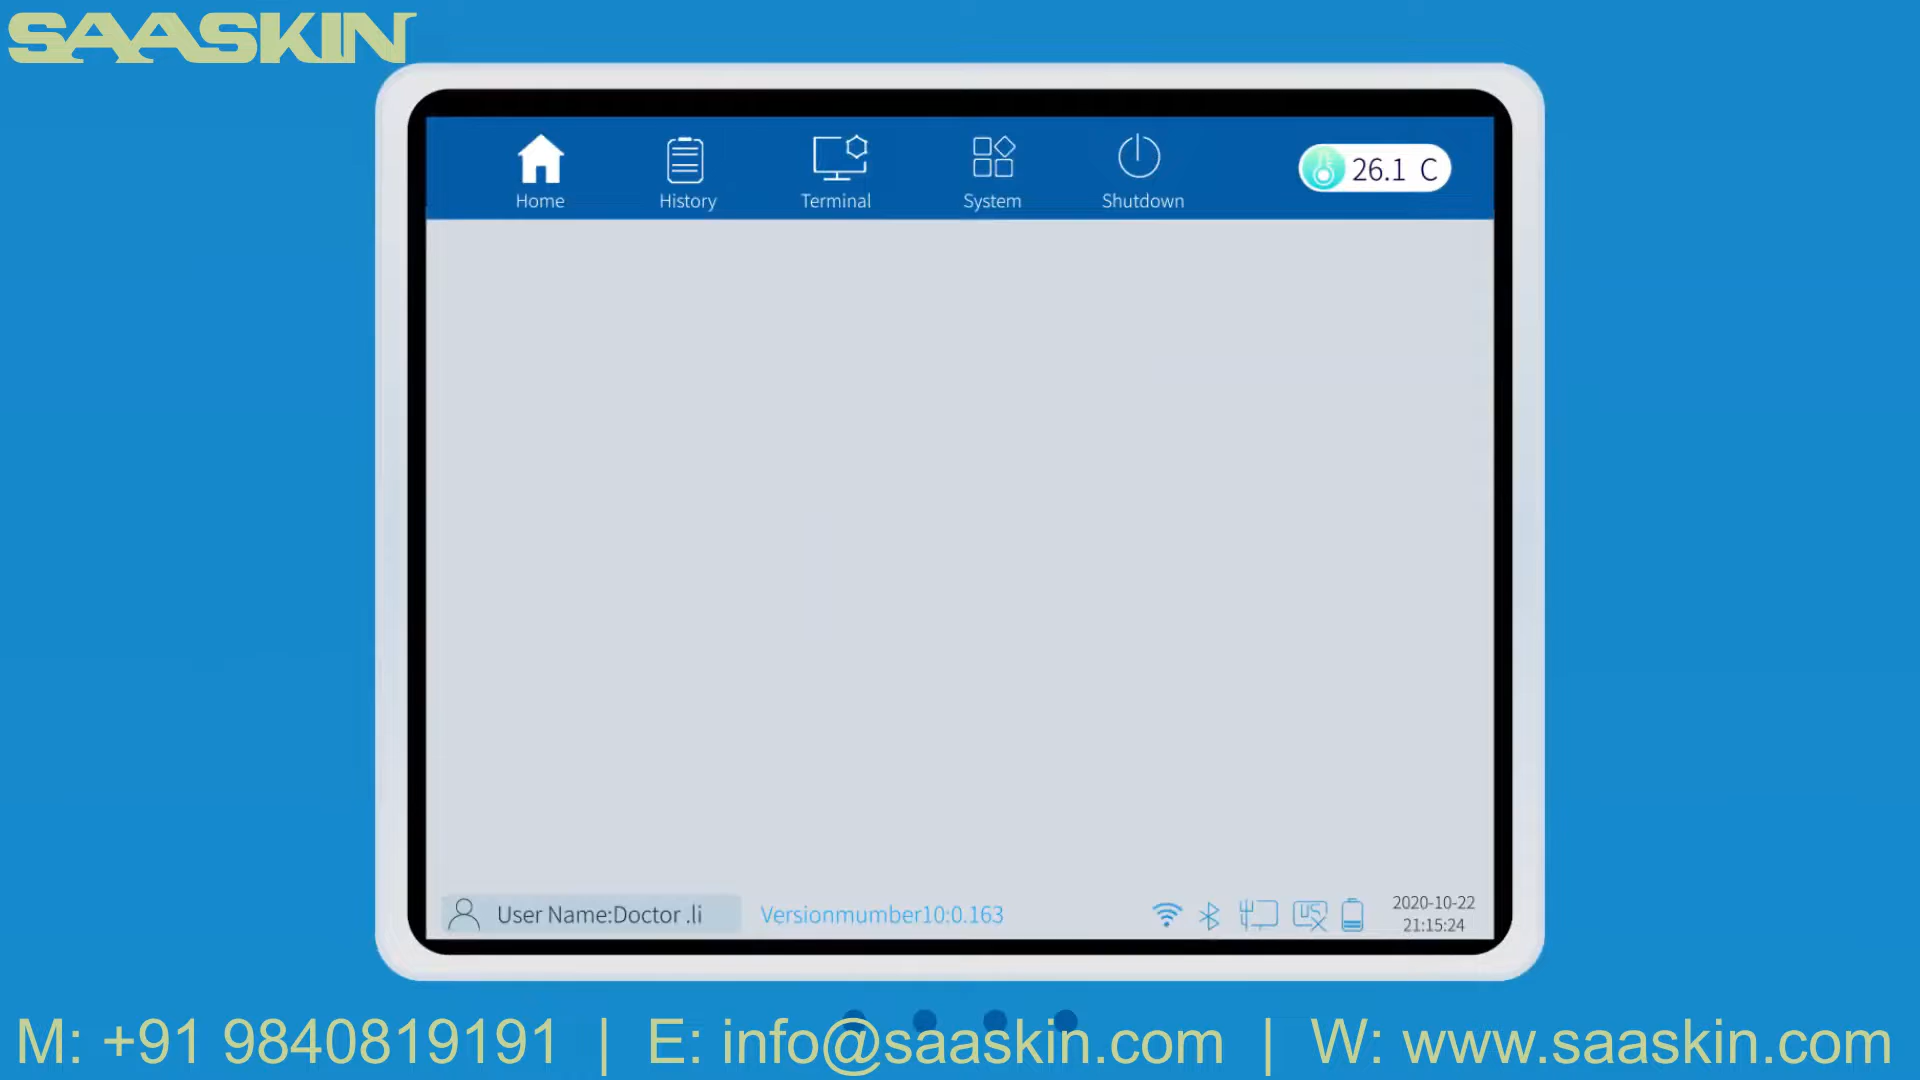 SAASKIN
Home History Terminal System Shutdown
26.1 C
User Name:Doctor .li
Versionmumber10:0.163
2020-10-22
21:15:24
M: +91 9840819191 | E: info@saaskin.com | W: www.saaskin.com